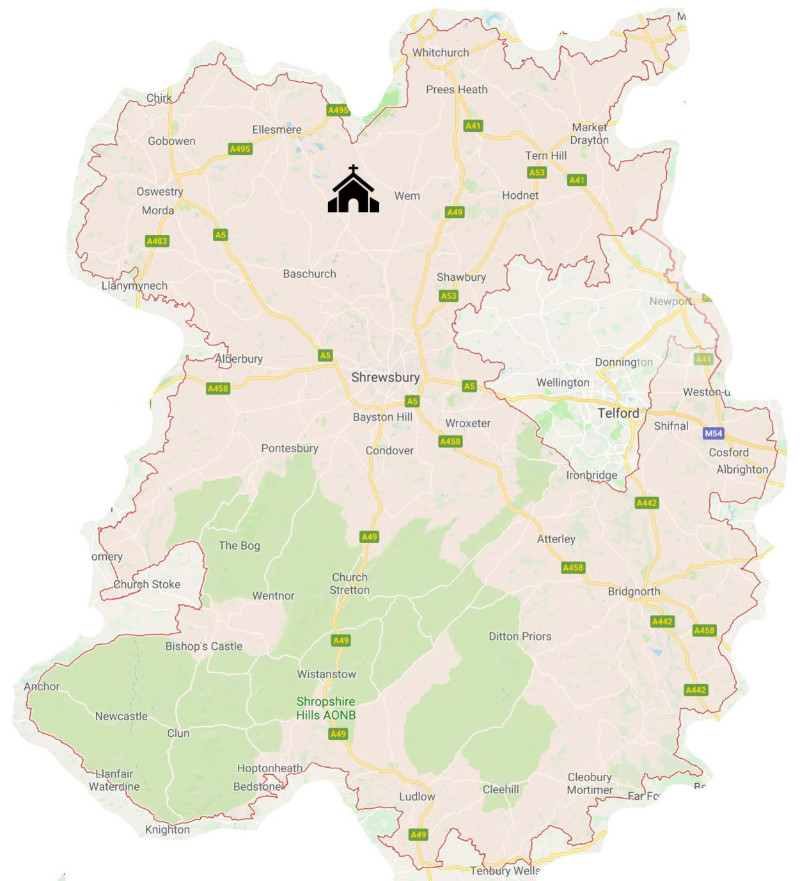 M
Whitchurch
Prees Heath
Chirk
A495
A41
Ellesmere
Market
Drayton
Gobowen
A495
Tern Hill
A53
A41
Oswestry
Wem
Hodnet
Morda
A49
A5
A483
Baschurch
Shawbury
Llanymynech
A53
Newport
Alberbury
A5
A41
Donnington
Shrewsbury
Wellington
A458
A5
Weston-u
A5
Telford
Bayston Hill
Wroxeter
Shifnal
M54
A458
Pontesbury
Condover
Cosford
Albrighton
Ironbridge
A442
A49
Atterley
The Bog
omery
A458
Church
Stretton
Church Stoke
Wentnor
Bridgnorth
A442
A458
A49
Ditton Priors
Bishop's Castle
Wistanstow
Anchor
A442
Shropshire
Hills AONB
Newcastle
Clun
A49
Hoptonheath
Llanfair
Waterdine
Bedstone
Cleobury
Mortimer
Cleehill
Ludlow
Far Fo
Knighton
A49
Tenbury Wells